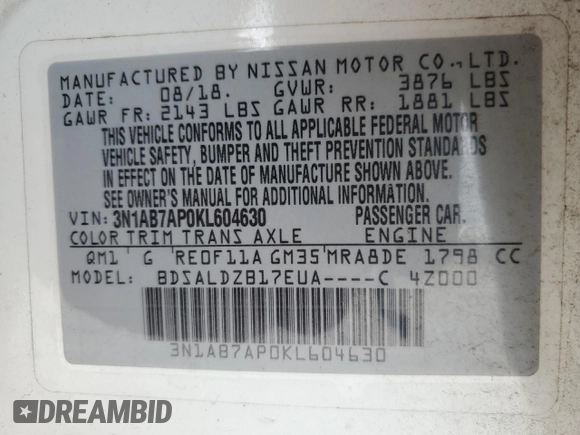 MANUFACTURED BY NISSAN MOTOR CO., LTD.
DATE: 08/18. GVWR: 3876 LBS
GAWR FR: 2143 LBS GAWR RR: 1881 LBS
THIS VEHICLE CONFORMS TO ALL APPLICABLE FEDERAL MOTOR
VEHICLE SAFETY, BUMPER AND THEFT PREVENTION STANDARDS
IN EFFECT ON THE DATE OF MANUFACTURE SHOWN ABOVE.
SEE OWNER'S MANUAL FOR ADDITIONAL INFORMATION.
VIN: 3N1AB7AP0KL604630 PASSENGER CAR.
COLOR TRIM TRANS AXLE ENGINE
QM1 G RE0F11A GM35 MRA8DE 1798 CC
MODEL: BDSALDZB17EUA----C 4Z000
3N1AB7AP0KL604630
DREAMBID